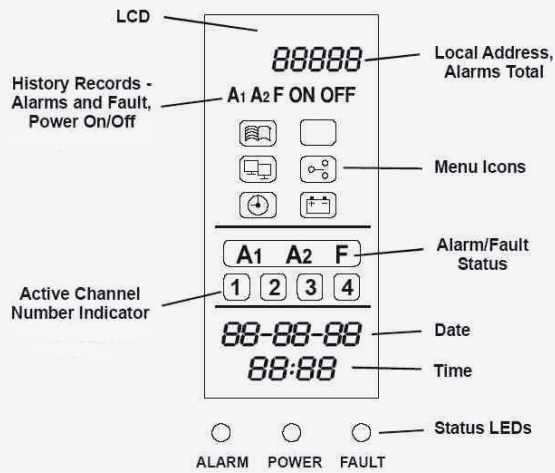 LCD
88888
Local Address,
Alarms Total
History Records -
Alarms and Fault,
Power On/Off
A1 A2 F ON OFF
Menu Icons
A1 A2 F
Alarm/Fault
Status
Active Channel
Number Indicator
1 2 3 4
88-88-88
Date
88:88
Time
Status LEDs
ALARM POWER FAULT